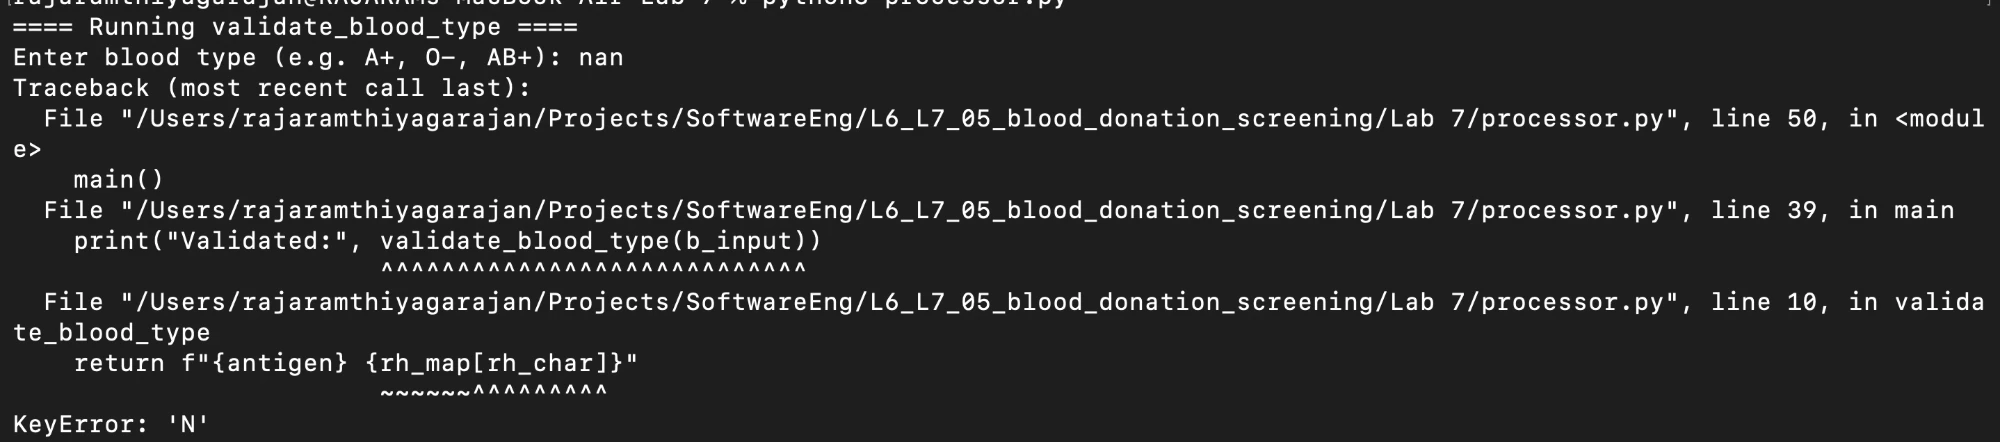 ==== Running validate_blood_type ====
Enter blood type (e.g. A+, O-, AB+): nan
Traceback (most recent call last):
  File "/Users/rajaramthiyagarajan/Projects/SoftwareEng/L6_L7_05_blood_donation_screening/Lab 7/processor.py", line 50, in <modul
e>
    main()
  File "/Users/rajaramthiyagarajan/Projects/SoftwareEng/L6_L7_05_blood_donation_screening/Lab 7/processor.py", line 39, in main
    print("Validated:", validate_blood_type(b_input))
                        ^^^^^^^^^^^^^^^^^^^^^^^^^^^^
  File "/Users/rajaramthiyagarajan/Projects/SoftwareEng/L6_L7_05_blood_donation_screening/Lab 7/processor.py", line 10, in valida
te_blood_type
    return f"{antigen} {rh_map[rh_char]}"
                        ~~~~~~^^^^^^^^^
KeyError: 'N'